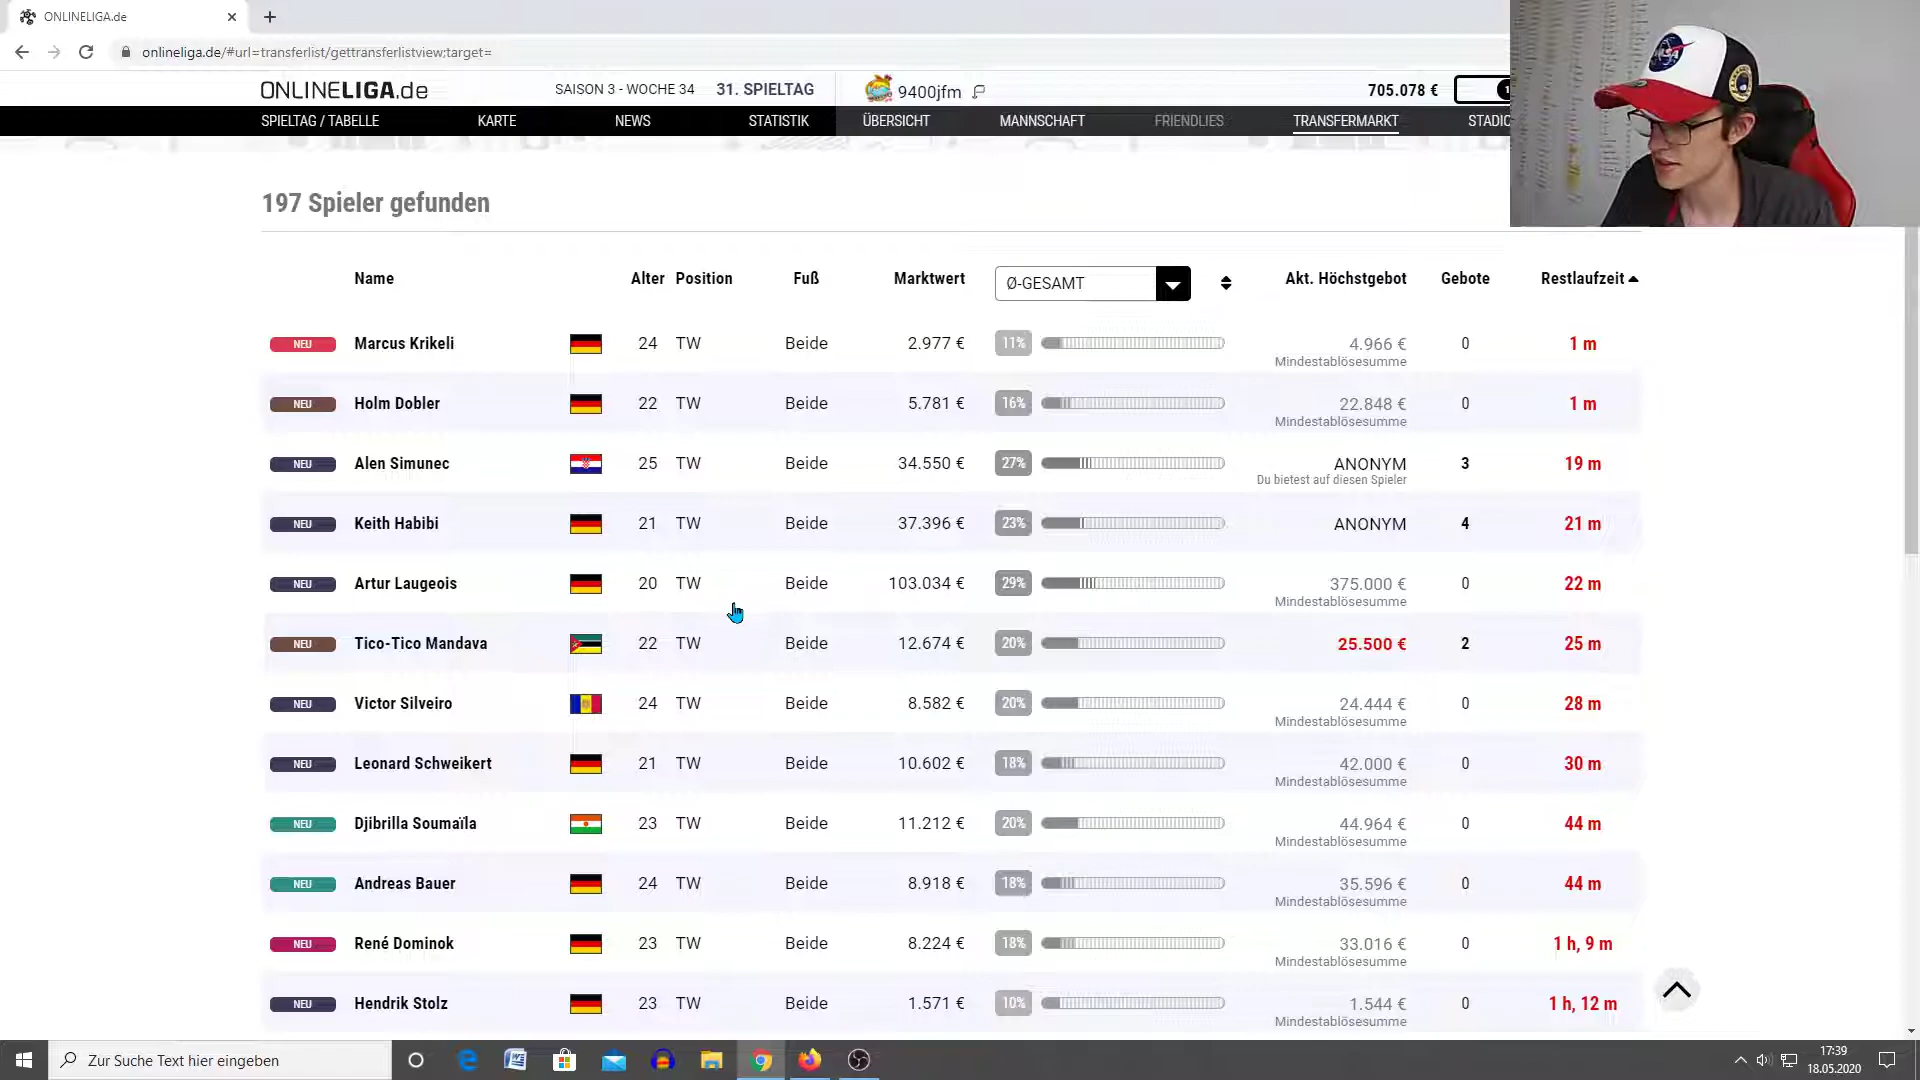 ONLINELIGA.de
onlineliga.de/#url=transferlist/gettransferlistview;target=
ONLINELIGA.de SAISON 3 - WOCHE 34 31. SPIELTAG 9400jfm 705.078 €
SPIELTAG / TABELLE KARTE NEWS STATISTIK ÜBERSICHT MANNSCHAFT FRIENDLIES TRANSFERMARKT
197 Spieler gefunden
Name Alter Position Fuß Marktwert Ø-GESAMT Akt. Höchstgebot Gebote Restlaufzeit
NEU Marcus Krikeli 24 TW Beide 2.977 € 11% 4.966 € 0 1 m
Mindestablösesumme
NEU Holm Dobler 22 TW Beide 5.781 € 16% 22.848 € 0 1 m
Mindestablösesumme
NEU Alen Simunec 25 TW Beide 34.550 € 27% ANONYM 3 19 m
Du bietest auf diesen Spieler
NEU Keith Habibi 21 TW Beide 37.396 € 23% ANONYM 4 21 m
NEU Artur Laugeois 20 TW Beide 103.034 € 29% 375.000 € 0 22 m
Mindestablösesumme
NEU Tico-Tico Mandava 22 TW Beide 12.674 € 20% 25.500 € 2 25 m
NEU Victor Silveiro 24 TW Beide 8.582 € 20% 24.444 € 0 28 m
Mindestablösesumme
NEU Leonard Schweikert 21 TW Beide 10.602 € 18% 42.000 € 0 30 m
Mindestablösesumme
NEU Djibrilla Soumaïla 23 TW Beide 11.212 € 20% 44.964 € 0 44 m
Mindestablösesumme
NEU Andreas Bauer 24 TW Beide 8.918 € 18% 35.596 € 0 44 m
Mindestablösesumme
NEU René Dominok 23 TW Beide 8.224 € 18% 33.016 € 0 1 h, 9 m
Mindestablösesumme
NEU Hendrik Stolz 23 TW Beide 1.571 € 10% 1.544 € 0 1 h, 12 m
Mindestablösesumme
Zur Suche Text hier eingeben
17:39
18.05.2020